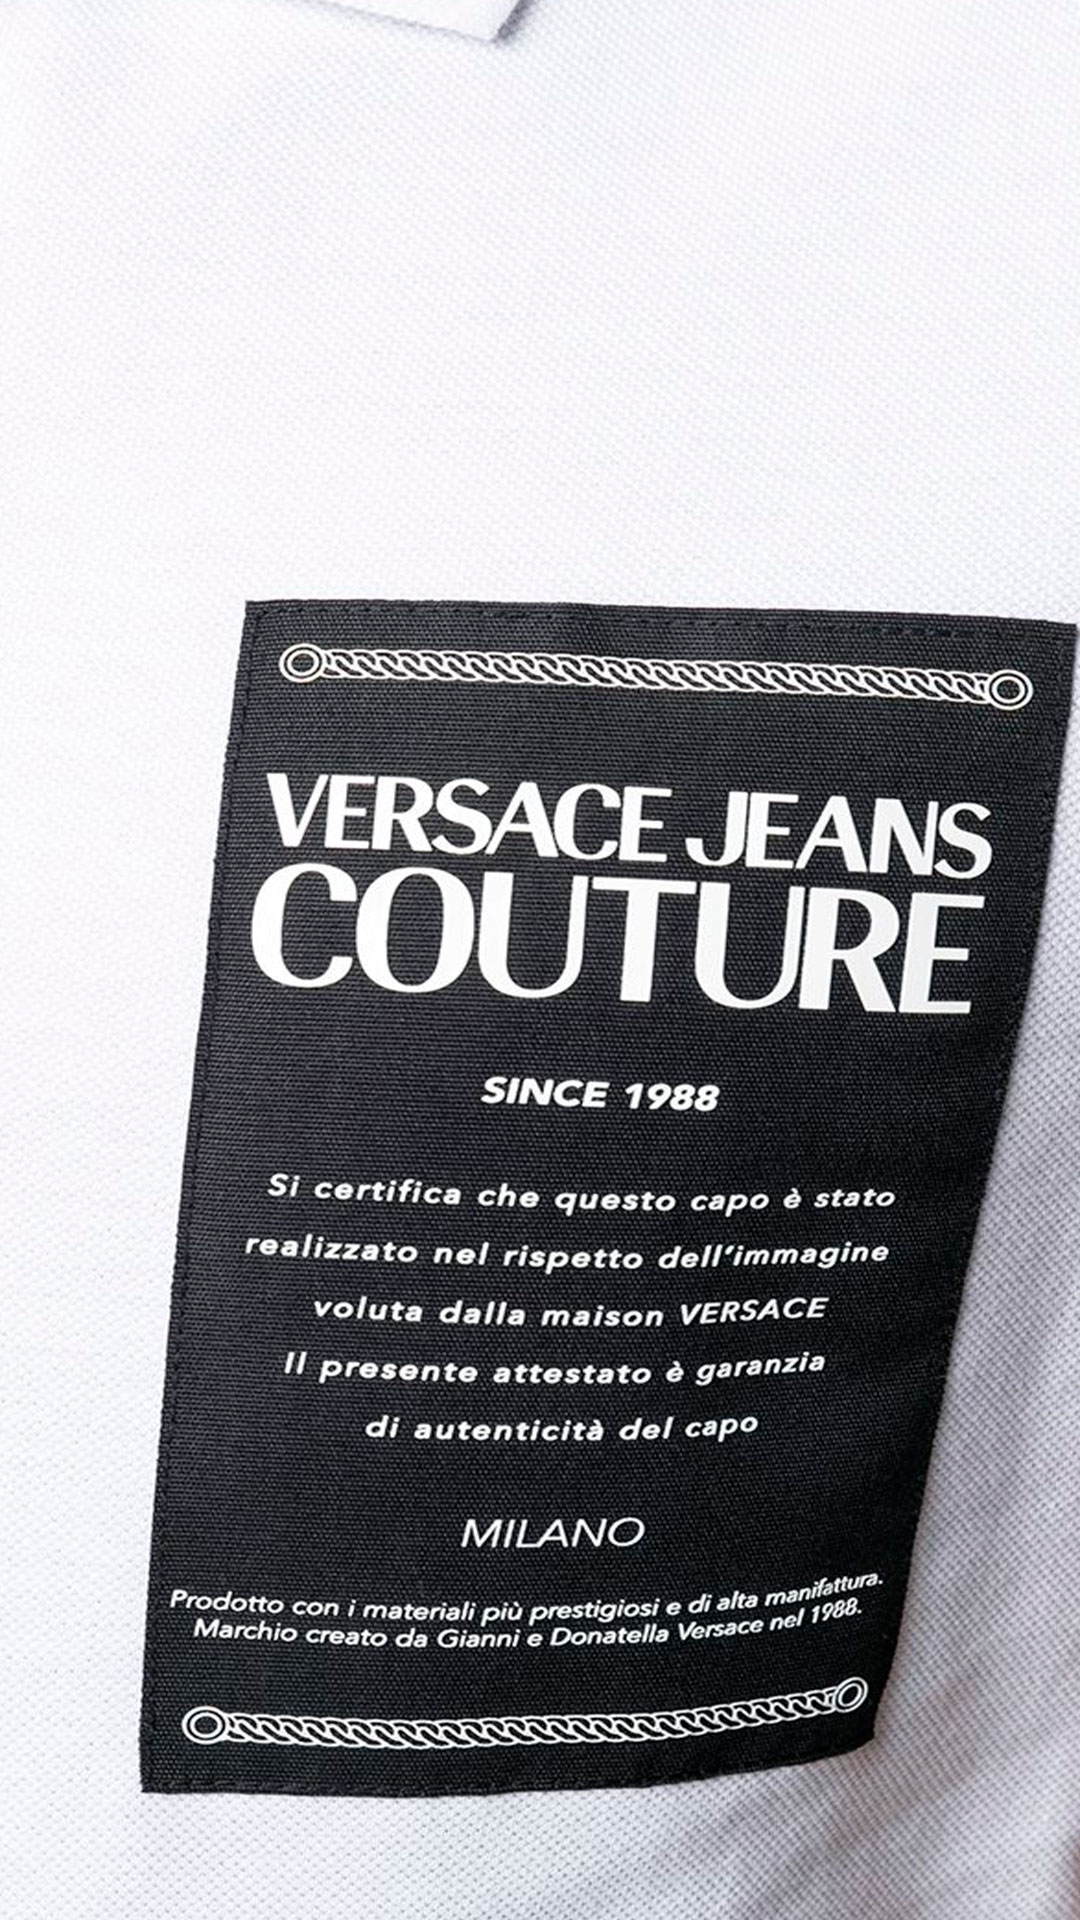 VERSACE JEANS
COUTURE
SINCE 1988
Si certifica che questo capo è stato
realizzato nel rispetto dell'immagine
voluta dalla maison VERSACE
Il presente attestato è garanzia
di autenticità del capo
MILANO
Prodotto con i materiali più prestigiosi e di alta manifattura.
Marchio creato da Gianni e Donatella Versace nel 1988.